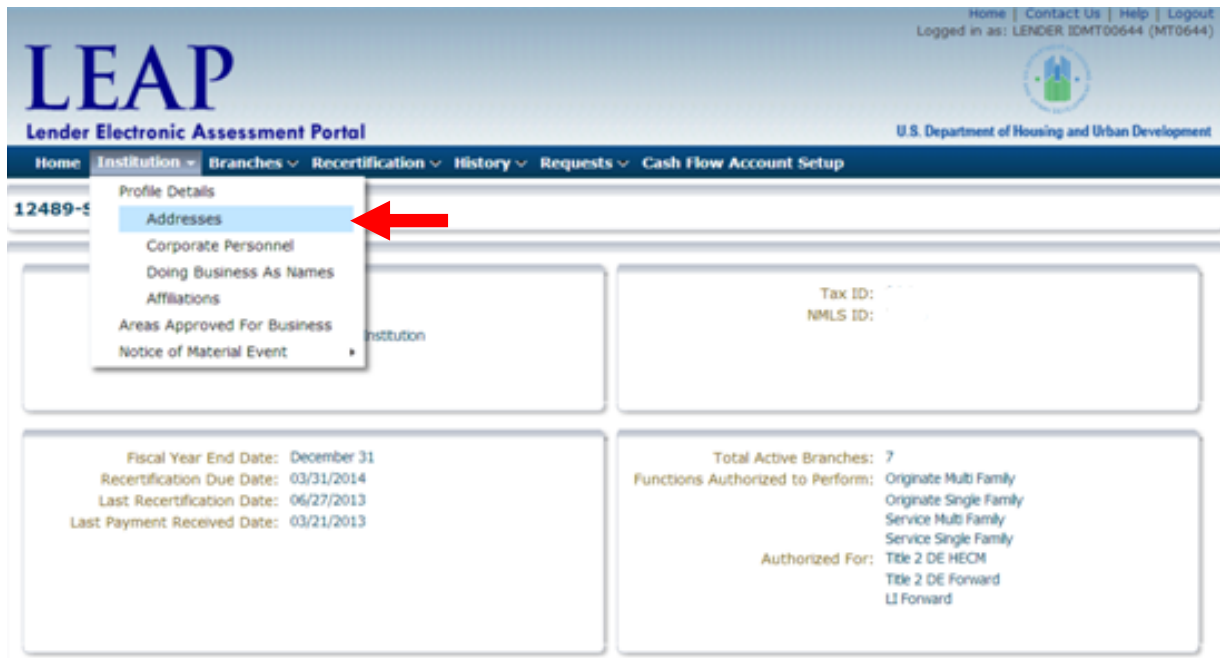 Home | Contact Us | Help | Logout
Logged in as: LENDER IDMT00644 (MT0644)
LEAP
Lender Electronic Assessment Portal
U.S. Department of Housing and Urban Development
Home Institution Branches Recertification History Requests Cash Flow Account Setup
Profile Details
12489-S
Addresses
Corporate Personnel
Doing Business As Names
Affiliations
Areas Approved For Business
Institution
Notice of Material Event
Tax ID:
NMLS ID:
Fiscal Year End Date: December 31
Recertification Due Date: 03/31/2014
Last Recertification Date: 06/27/2013
Last Payment Received Date: 03/21/2013
Total Active Branches: 7
Functions Authorized to Perform: Originate Multi Family
Originate Single Family
Service Multi Family
Service Single Family
Authorized For: Title 2 DE HECM
Title 2 DE Forward
LI Forward